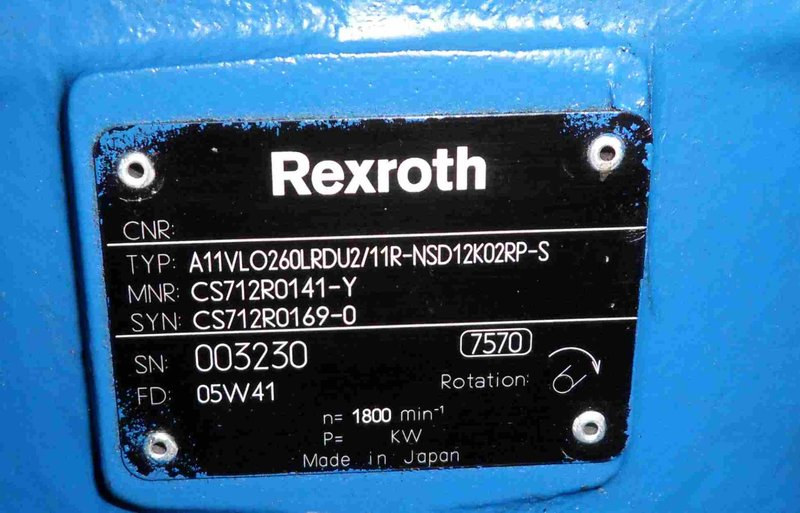 Rexroth
CNR:
TYP: A11VLO260LRDU2/11R-NSD12K02RP-S
MNR: CS712R0141-Y
SYN: CS712R0169-0
SN: 003230 7570
FD: 05W41 Rotation:
n= 1800 min⁻¹
P= KW
Made in Japan